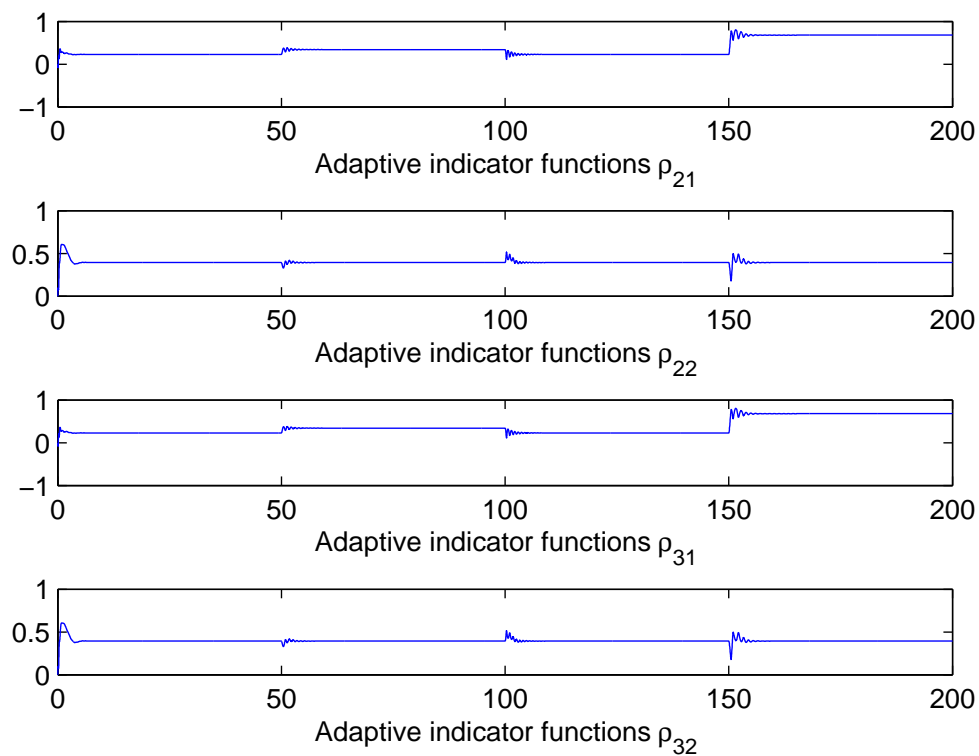 1
0
−1
0 50 100 150 200
Adaptive indicator functions ρ21
1
0.5
0
0 50 100 150 200
Adaptive indicator functions ρ22
1
0
−1
0 50 100 150 200
Adaptive indicator functions ρ31
1
0.5
0
0 50 100 150 200
Adaptive indicator functions ρ32